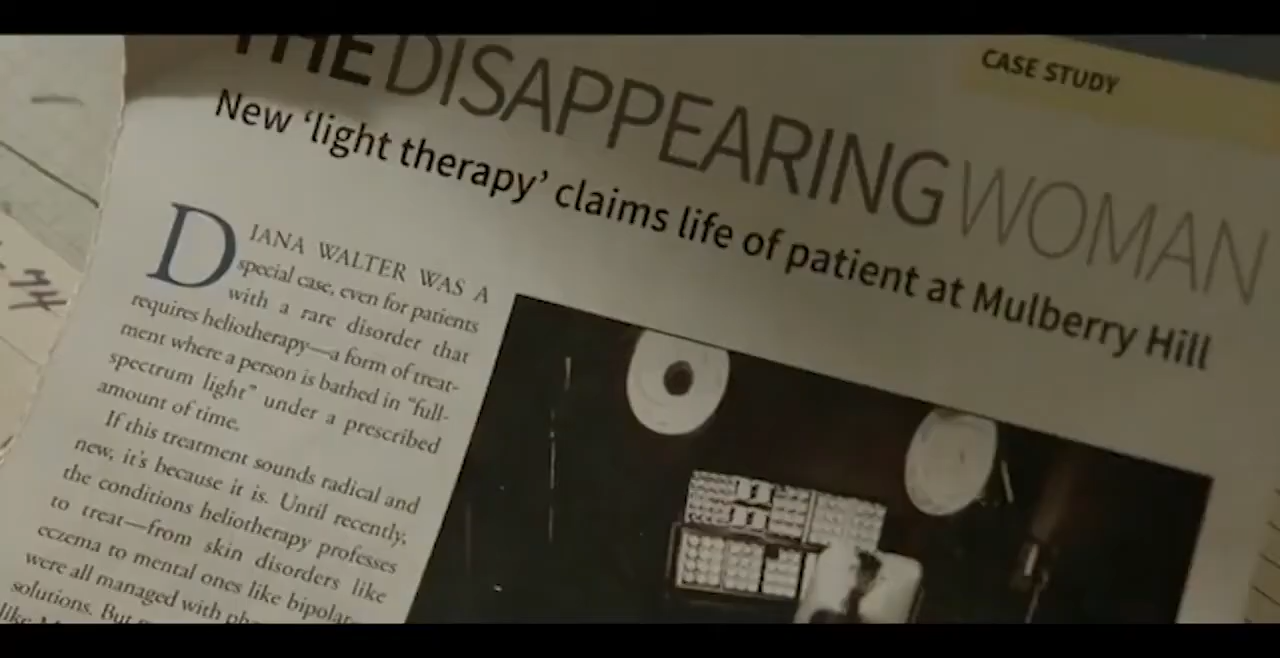 CASE STUDY
THE DISAPPEARING WOMAN
New ‘light therapy’ claims life of patient at Mulberry Hill
DIANA WALTER WAS A
special case, even for patients
with a rare disorder that
requires heliotherapy—a form of treat-
ment where a person is bathed in “full-
spectrum light” under a prescribed
amount of time.
If this treatment sounds radical and
new, it’s because it is. Until recently,
the conditions heliotherapy professes
to treat—from skin disorders like
eczema to mental ones like bipolar
were all managed with
solutions. But
like